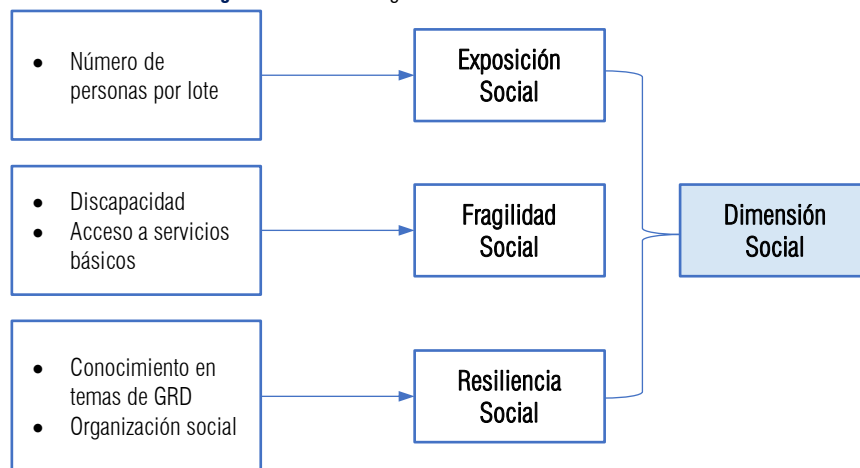 ● Número de
personas por lote
Exposición
Social
● Discapacidad
● Acceso a servicios
básicos
Fragilidad
Social
Dimensión
Social
● Conocimiento en
temas de GRD
● Organización social
Resiliencia
Social